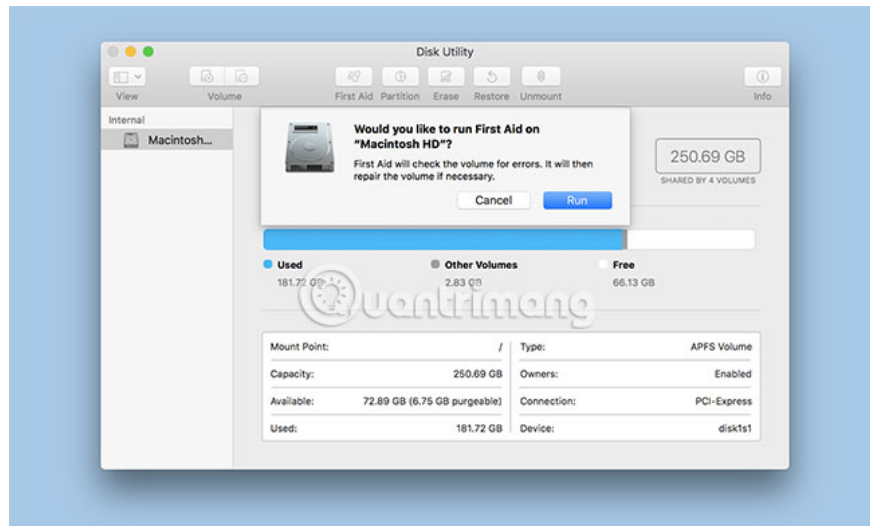 Disk Utility
View Volume First Aid Partition Erase Restore Unmount Info
Internal
Macintosh...
Would you like to run First Aid on
"Macintosh HD"?
First Aid will check the volume for errors. It will then
repair the volume if necessary.
Cancel Run
250.69 GB
SHARED BY 4 VOLUMES
Used Other Volumes Free
181.72 GB 2.83 GB 66.13 GB
Quantrimang
Mount Point: / Type: APFS Volume
Capacity: 250.69 GB Owners: Enabled
Available: 72.89 GB (6.75 GB purgeable) Connection: PCI-Express
Used: 181.72 GB Device: disk1s1